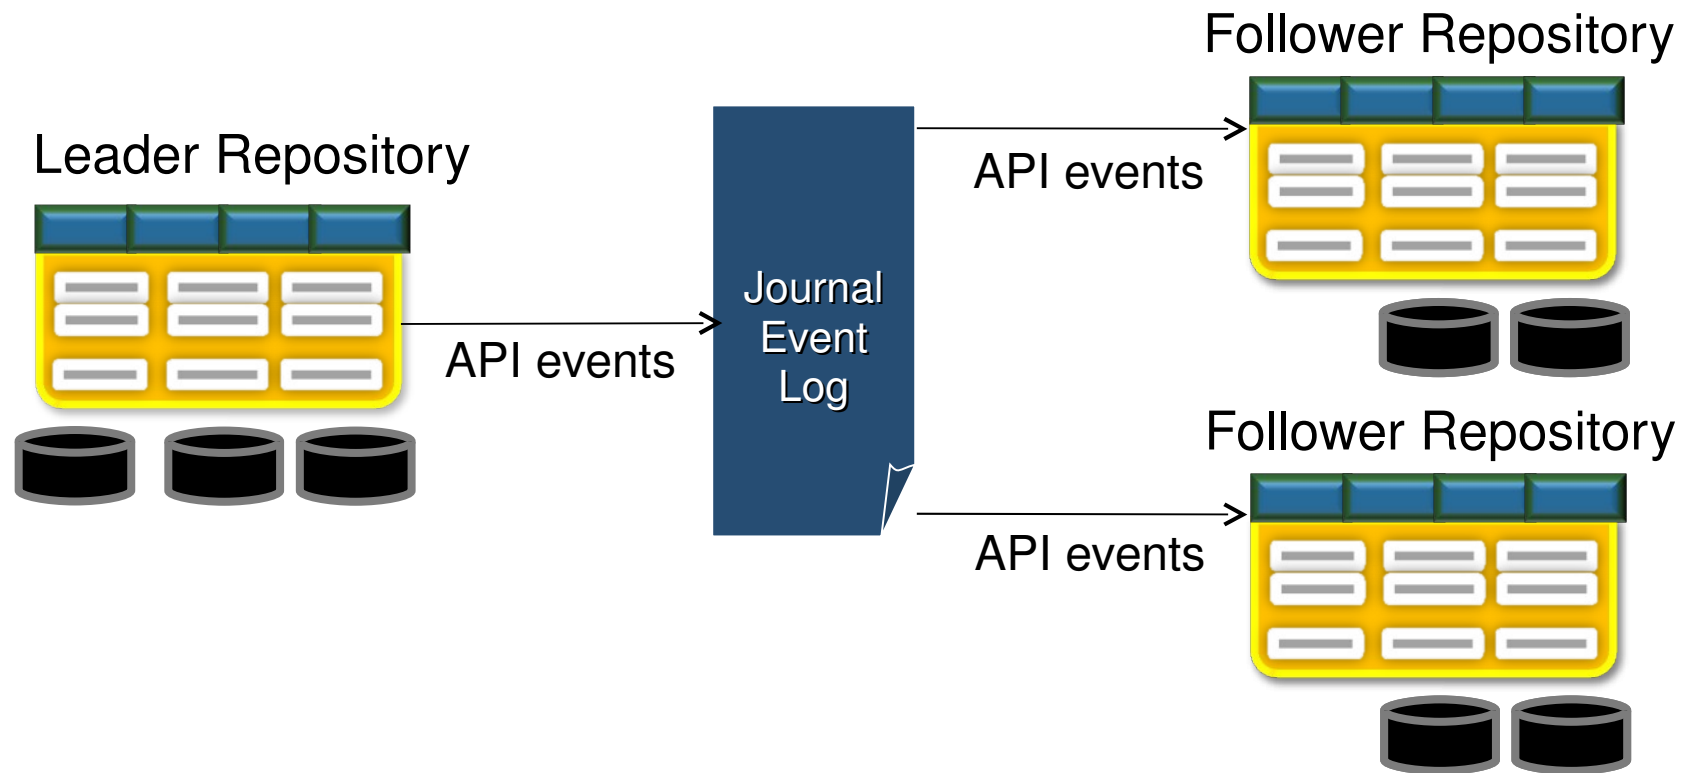 Leader Repository
API events
Journal
Event
Log
Follower Repository
API events
Follower Repository
API events